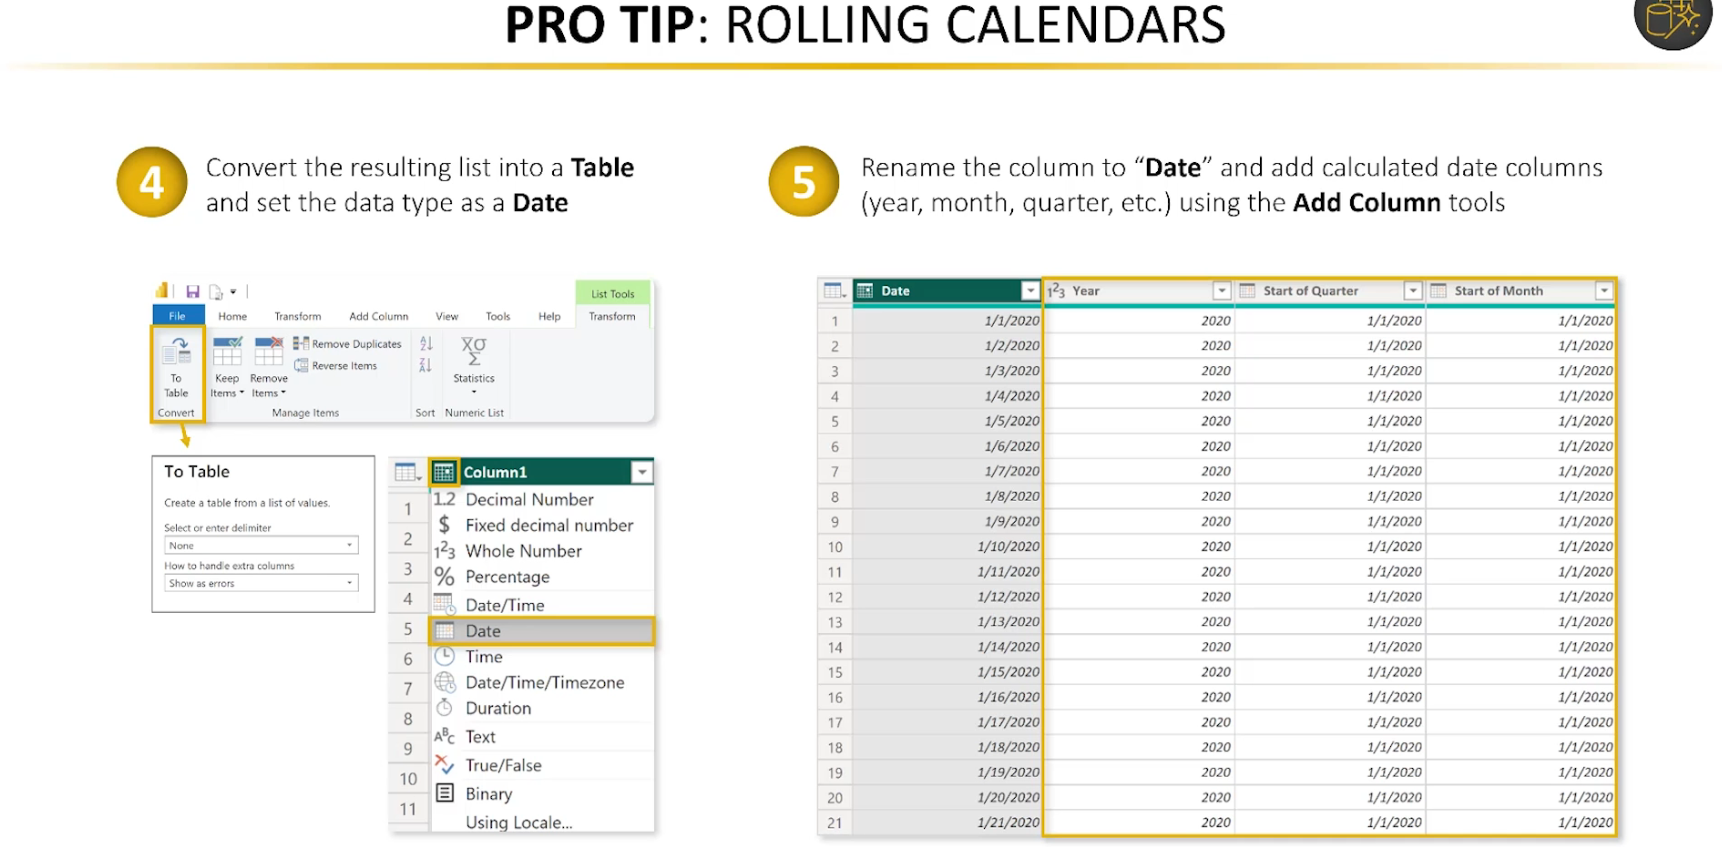 PRO TIP: ROLLING CALENDARS
4
Convert the resulting list into a Table
and set the data type as a Date
List Tools
File Home Transform Add Column View Tools Help Transform
To
Table
Convert
Keep
Items
Remove
Items
Remove Duplicates
Reverse Items
Manage Items
A
Z
Z
A
Sort
X̅σ
Σ
Statistics
Numeric List
To Table
Create a table from a list of values.
Select or enter delimiter
None
How to handle extra columns
Show as errors
Column1
1
2
3
4
5
6
7
8
9
10
11
1.2 Decimal Number
$ Fixed decimal number
1²3 Whole Number
% Percentage
Date/Time
Date
Time
Date/Time/Timezone
Duration
ABC Text
True/False
Binary
Using Locale...
5
Rename the column to “Date” and add calculated date columns
(year, month, quarter, etc.) using the Add Column tools
Date 1²3 Year Start of Quarter Start of Month
1 1/1/2020 2020 1/1/2020 1/1/2020
2 1/2/2020 2020 1/1/2020 1/1/2020
3 1/3/2020 2020 1/1/2020 1/1/2020
4 1/4/2020 2020 1/1/2020 1/1/2020
5 1/5/2020 2020 1/1/2020 1/1/2020
6 1/6/2020 2020 1/1/2020 1/1/2020
7 1/7/2020 2020 1/1/2020 1/1/2020
8 1/8/2020 2020 1/1/2020 1/1/2020
9 1/9/2020 2020 1/1/2020 1/1/2020
10 1/10/2020 2020 1/1/2020 1/1/2020
11 1/11/2020 2020 1/1/2020 1/1/2020
12 1/12/2020 2020 1/1/2020 1/1/2020
13 1/13/2020 2020 1/1/2020 1/1/2020
14 1/14/2020 2020 1/1/2020 1/1/2020
15 1/15/2020 2020 1/1/2020 1/1/2020
16 1/16/2020 2020 1/1/2020 1/1/2020
17 1/17/2020 2020 1/1/2020 1/1/2020
18 1/18/2020 2020 1/1/2020 1/1/2020
19 1/19/2020 2020 1/1/2020 1/1/2020
20 1/20/2020 2020 1/1/2020 1/1/2020
21 1/21/2020 2020 1/1/2020 1/1/2020